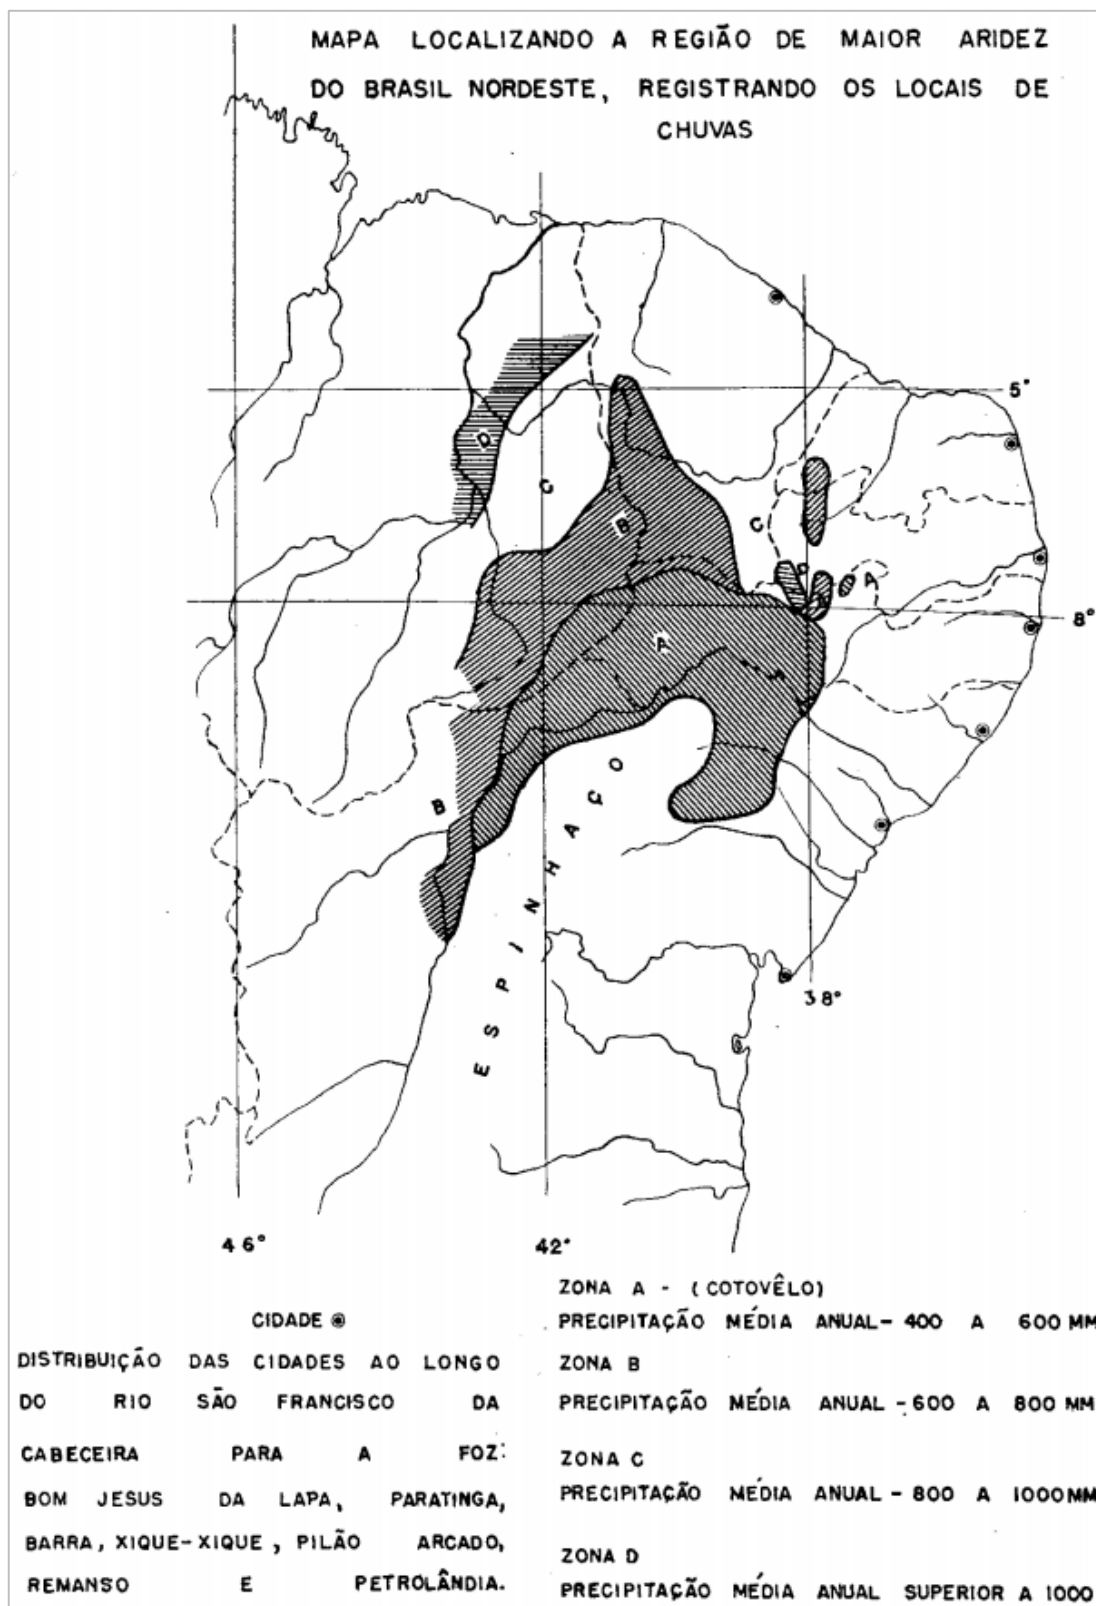 MAPA LOCALIZANDO A REGIÃO DE MAIOR ARIDEZ
DO BRASIL NORDESTE, REGISTRANDO OS LOCAIS DE
CHUVAS
5°
D
C
B
C
A
8°
A
B
ESPINHAÇO
38°
46°
42°
CIDADE
DISTRIBUIÇÃO DAS CIDADES AO LONGO
DO RIO SÃO FRANCISCO DA
CABECEIRA PARA A FOZ:
BOM JESUS DA LAPA, PARATINGA,
BARRA, XIQUE-XIQUE, PILÃO ARCADO,
REMANSO E PETROLÂNDIA.
ZONA A - (COTOVÊLO)
PRECIPITAÇÃO MÉDIA ANUAL- 400 A 600 MM
ZONA B
PRECIPITAÇÃO MÉDIA ANUAL - 600 A 800 MM
ZONA C
PRECIPITAÇÃO MÉDIA ANUAL - 800 A 1000MM
ZONA D
PRECIPITAÇÃO MÉDIA ANUAL SUPERIOR A 1000